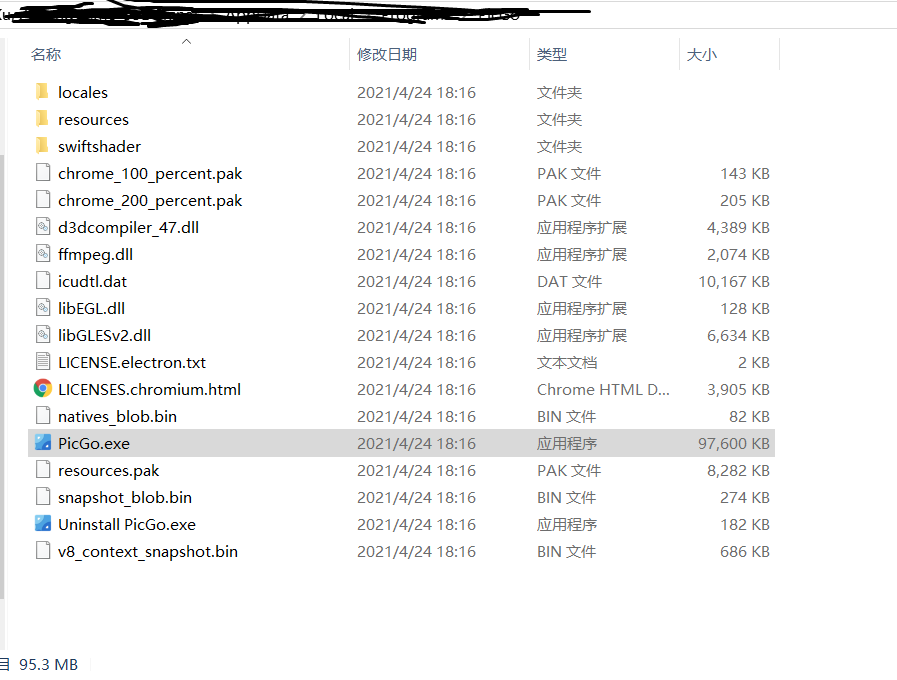 名称 修改日期 类型 大小
locales 2021/4/24 18:16 文件夹
resources 2021/4/24 18:16 文件夹
swiftshader 2021/4/24 18:16 文件夹
chrome_100_percent.pak 2021/4/24 18:16 PAK 文件 143 KB
chrome_200_percent.pak 2021/4/24 18:16 PAK 文件 205 KB
d3dcompiler_47.dll 2021/4/24 18:16 应用程序扩展 4,389 KB
ffmpeg.dll 2021/4/24 18:16 应用程序扩展 2,074 KB
icudtl.dat 2021/4/24 18:16 DAT 文件 10,167 KB
libEGL.dll 2021/4/24 18:16 应用程序扩展 128 KB
libGLESv2.dll 2021/4/24 18:16 应用程序扩展 6,634 KB
LICENSE.electron.txt 2021/4/24 18:16 文本文档 2 KB
LICENSES.chromium.html 2021/4/24 18:16 Chrome HTML D... 3,905 KB
natives_blob.bin 2021/4/24 18:16 BIN 文件 82 KB
PicGo.exe 2021/4/24 18:16 应用程序 97,600 KB
resources.pak 2021/4/24 18:16 PAK 文件 8,282 KB
snapshot_blob.bin 2021/4/24 18:16 BIN 文件 274 KB
Uninstall PicGo.exe 2021/4/24 18:16 应用程序 182 KB
v8_context_snapshot.bin 2021/4/24 18:16 BIN 文件 686 KB
95.3 MB